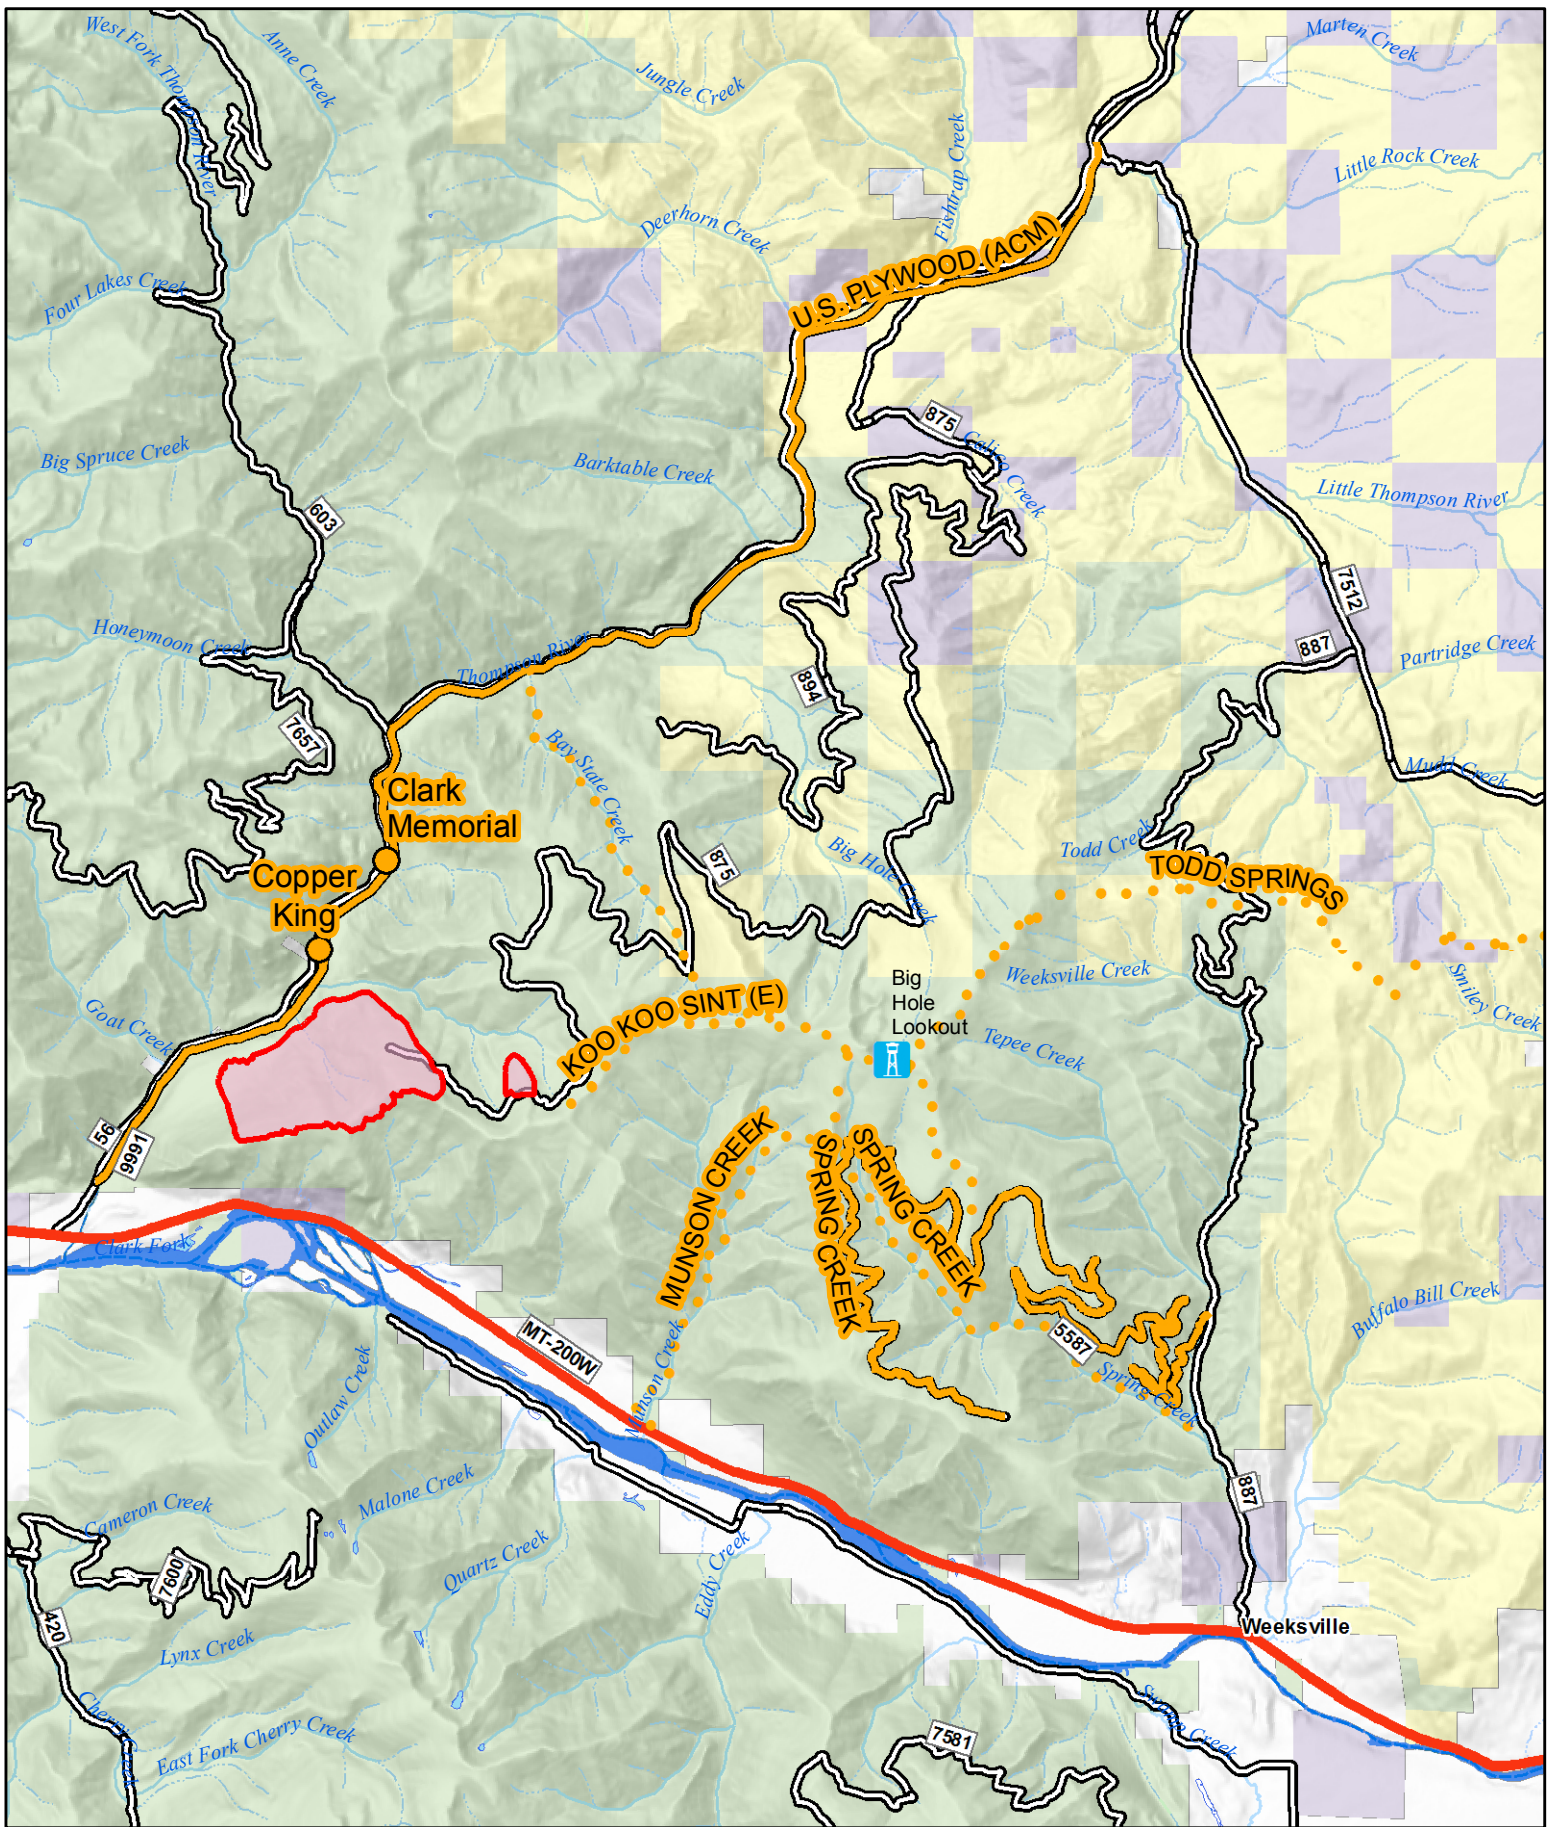 West Fork Thompson River
Anne Creek
Jungle Creek
Fishtrap Creek
Marten Creek
Little Rock Creek
Deerhorn Creek
U.S. PLYWOOD (ACM)
Four Lakes Creek
875
Calico Creek
Big Spruce Creek
Barktable Creek
603
Little Thompson River
7512
Honeymoon Creek
Thompson River
887
Partridge Creek
894
7657
Bay State Creek
Mudd Creek
Clark
Memorial
875
Big Hole Creek
Todd Creek
TODD SPRINGS
Copper
King
Big
Hole
Lookout
Weeksville Creek
Smiley Creek
KOO KOO SINT (E)
Goat Creek
Tepee Creek
56
9991
MUNSON CREEK
SPRING CREEK
SPRING CREEK
Clark Fork
Buffalo Bill Creek
MT-200W
5587
Munson Creek
Spring Creek
Outlaw Creek
887
Malone Creek
Cameron Creek
Quartz Creek
Eddy Creek
7600
420
Lynx Creek
Weeksville
Cherry Creek
East Fork Cherry Creek
Swamp Creek
7581